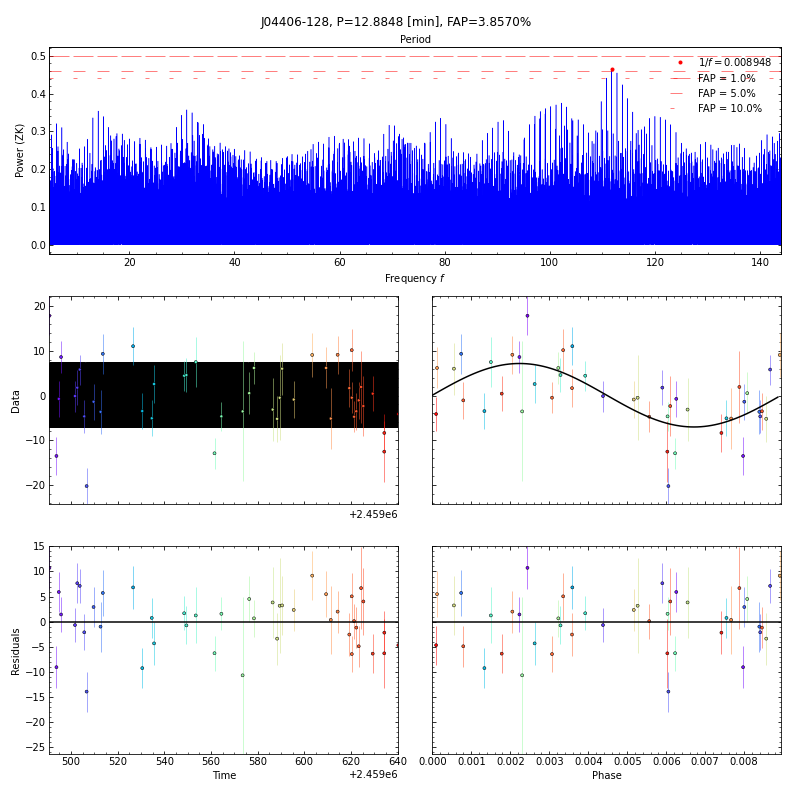 J04406-128, P=12.8848 [min], FAP=3.8570%
Period
Power (ZK)
0.5
0.4
0.3
0.2
0.1
0.0
1/f = 0.008948
FAP = 1.0%
FAP = 5.0%
FAP = 10.0%
20 40 60 80 100 120 140
Frequency f
Data
20
10
0
−10
−20
+2.459e6
Residuals
15
10
5
0
−5
−10
−15
−20
−25
500 520 540 560 580 600 620 640
Time
+2.459e6
0.000 0.001 0.002 0.003 0.004 0.005 0.006 0.007 0.008
Phase